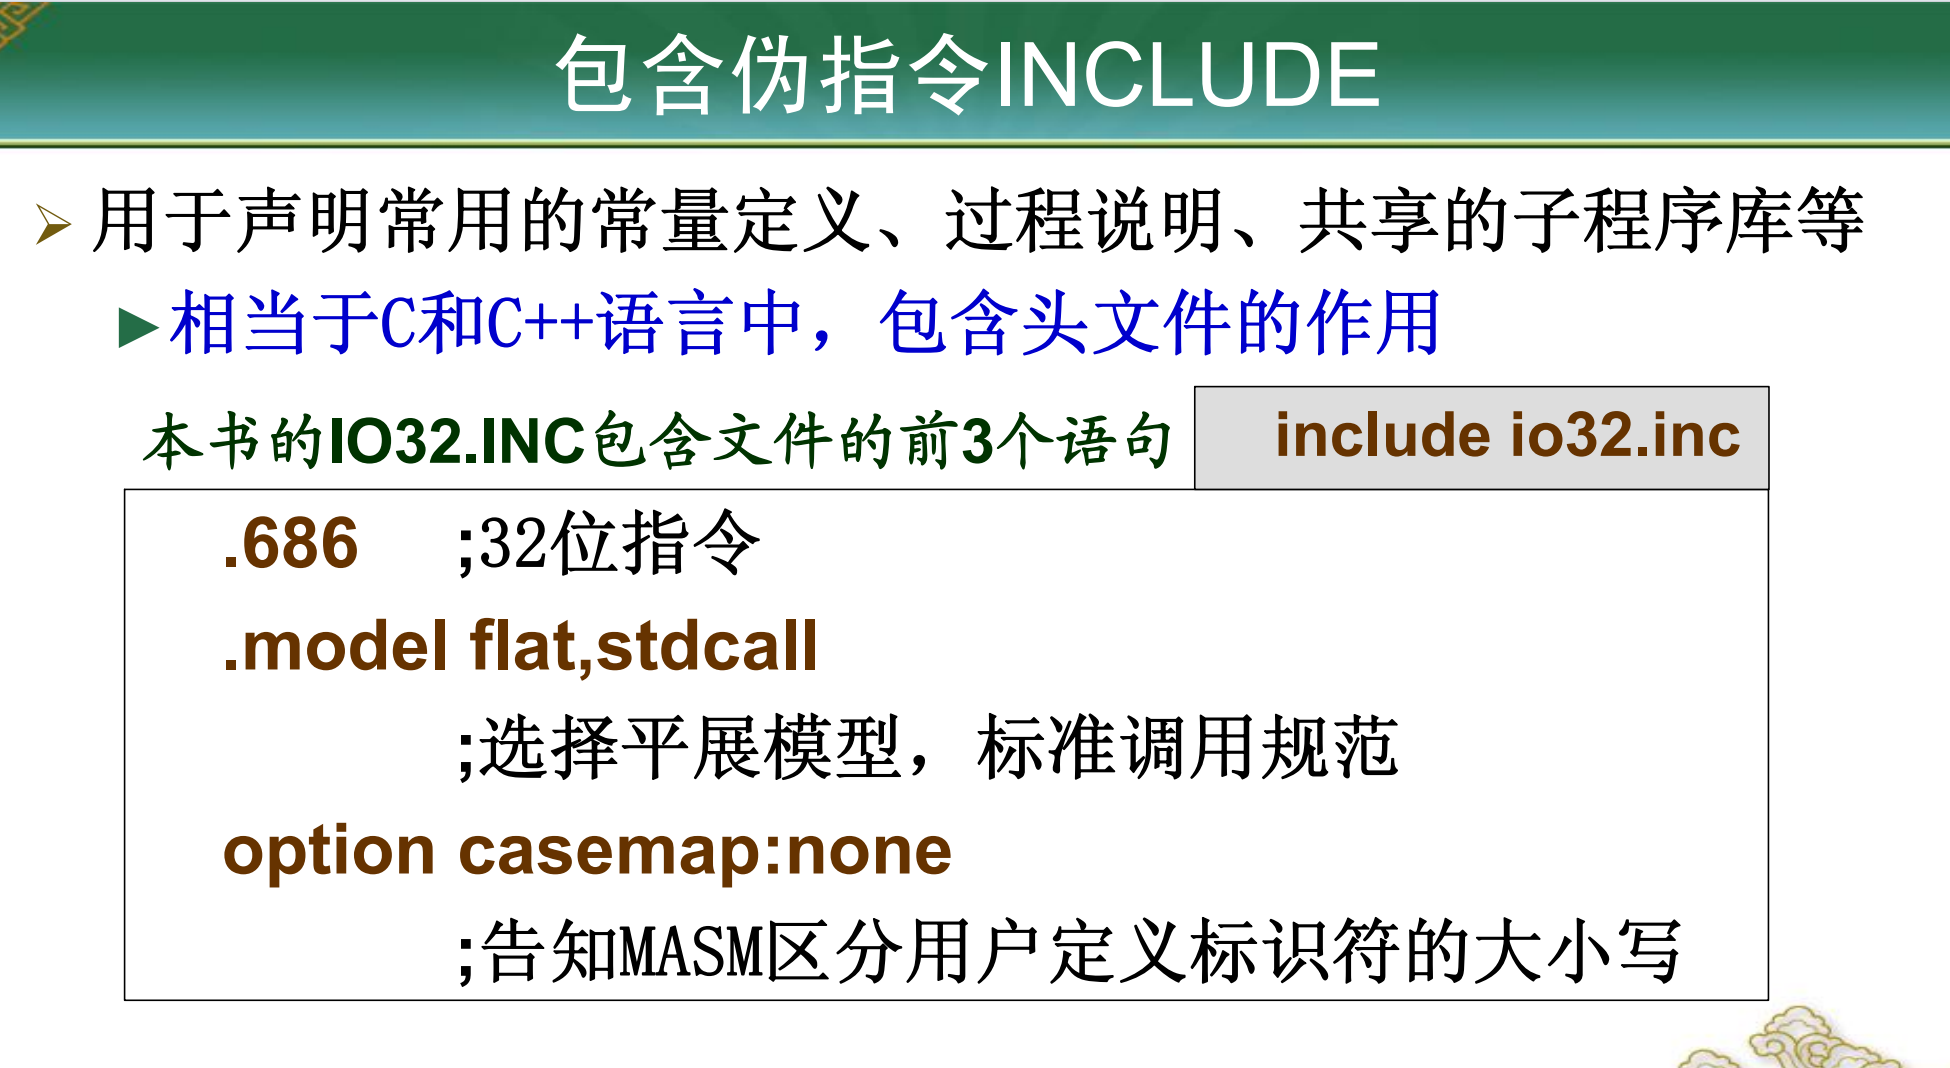 包含伪指令INCLUDE
用于声明常用的常量定义、过程说明、共享的子程序库等
相当于C和C++语言中，包含头文件的作用
本书的IO32.INC包含文件的前3个语句
include io32.inc
.686 ;32位指令
.model flat,stdcall
;选择平展模型，标准调用规范
option casemap:none
;告知MASM区分用户定义标识符的大小写